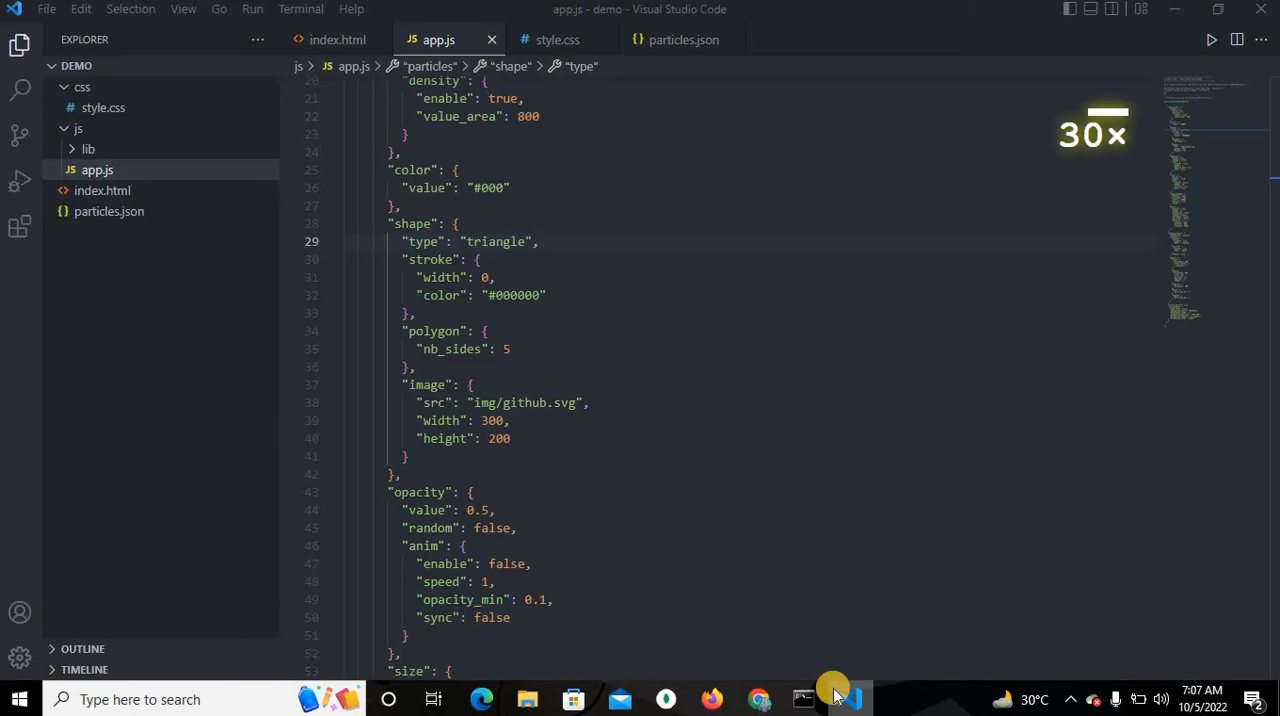 File Edit Selection View Go Run Terminal Help
app.js - demo - Visual Studio Code
EXPLORER
index.html
app.js
style.css
particles.json
DEMO
js > app.js > "particles" > "shape" > "type"
css
style.css
js
lib
app.js
index.html
particles.json
30×
20 "density": {
21 "enable": true,
22 "value_area": 800
23 }
24 },
25 "color": {
26 "value": "#000"
27 },
28 "shape": {
29 "type": "triangle",
30 "stroke": {
31 "width": 0,
32 "color": "#000000"
33 },
34 "polygon": {
35 "nb_sides": 5
36 },
37 "image": {
38 "src": "img/github.svg",
39 "width": 300,
40 "height": 200
41 }
42 },
43 "opacity": {
44 "value": 0.5,
45 "random": false,
46 "anim": {
47 "enable": false,
48 "speed": 1,
49 "opacity_min": 0.1,
50 "sync": false
51 }
52 },
53 "size": {
OUTLINE
TIMELINE
Type here to search
30°C
7:07 AM
10/5/2022
2